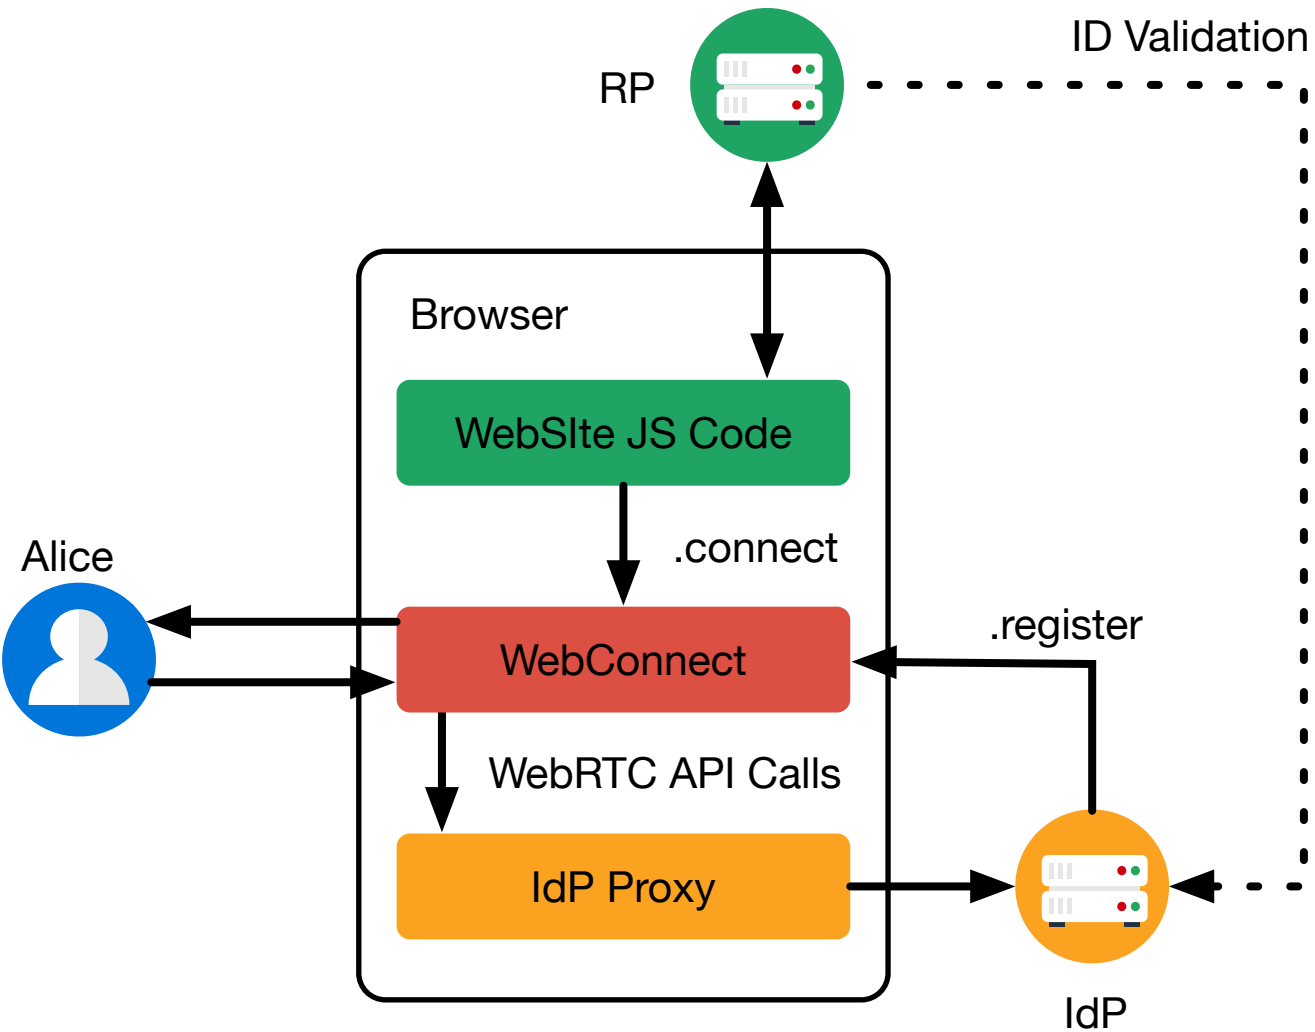 ID Validation
RP
Browser
WebSIte JS Code
.connect
Alice
.register
WebConnect
WebRTC API Calls
IdP Proxy
IdP